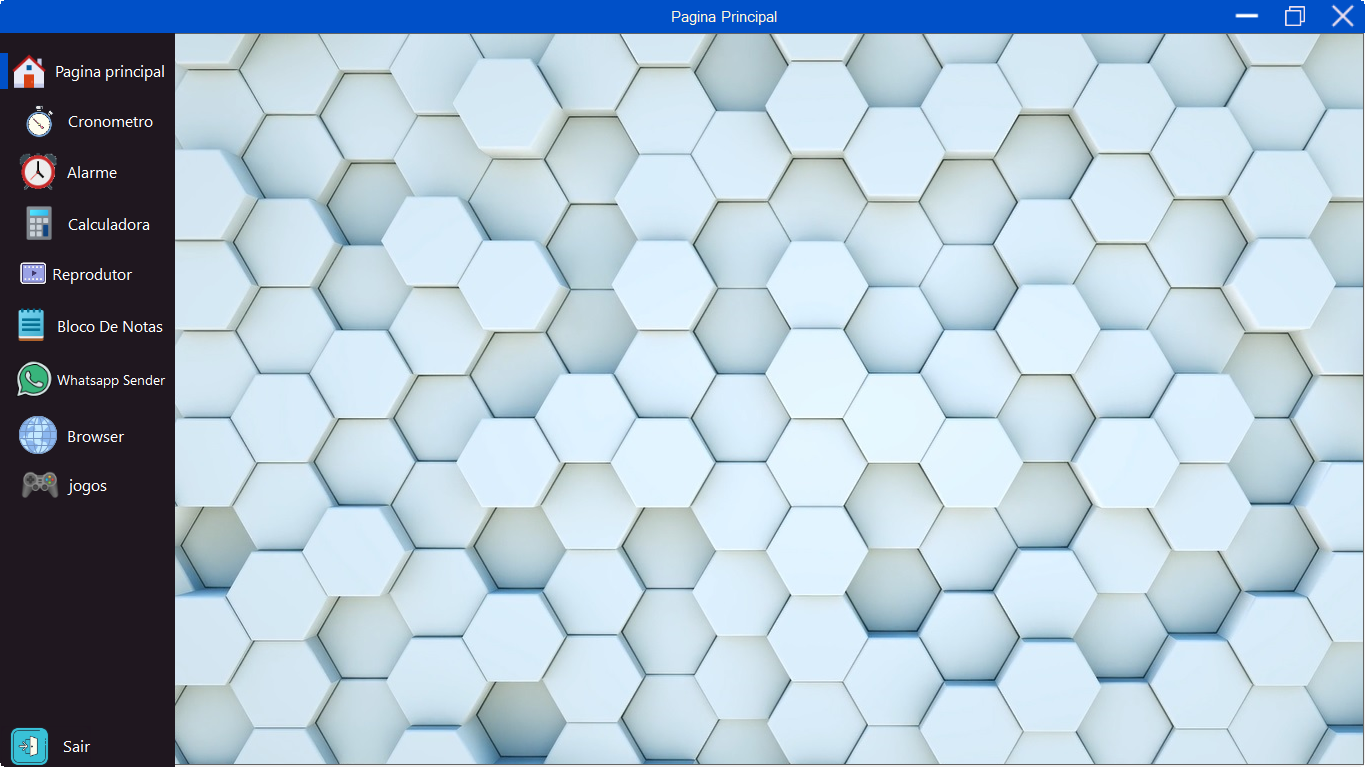 Pagina Principal
Pagina principal
Cronometro
Alarme
Calculadora
Reprodutor
Bloco De Notas
Whatsapp Sender
Browser
jogos
Sair